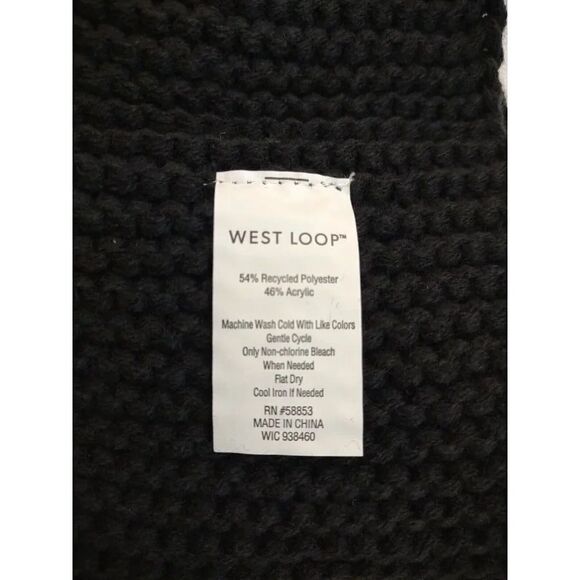 WEST LOOP™
54% Recycled Polyester
46% Acrylic
Machine Wash Cold With Like Colors
Gentle Cycle
Only Non-chlorine Bleach
When Needed
Flat Dry
Cool Iron If Needed
RN #58853
MADE IN CHINA
WIC 938460